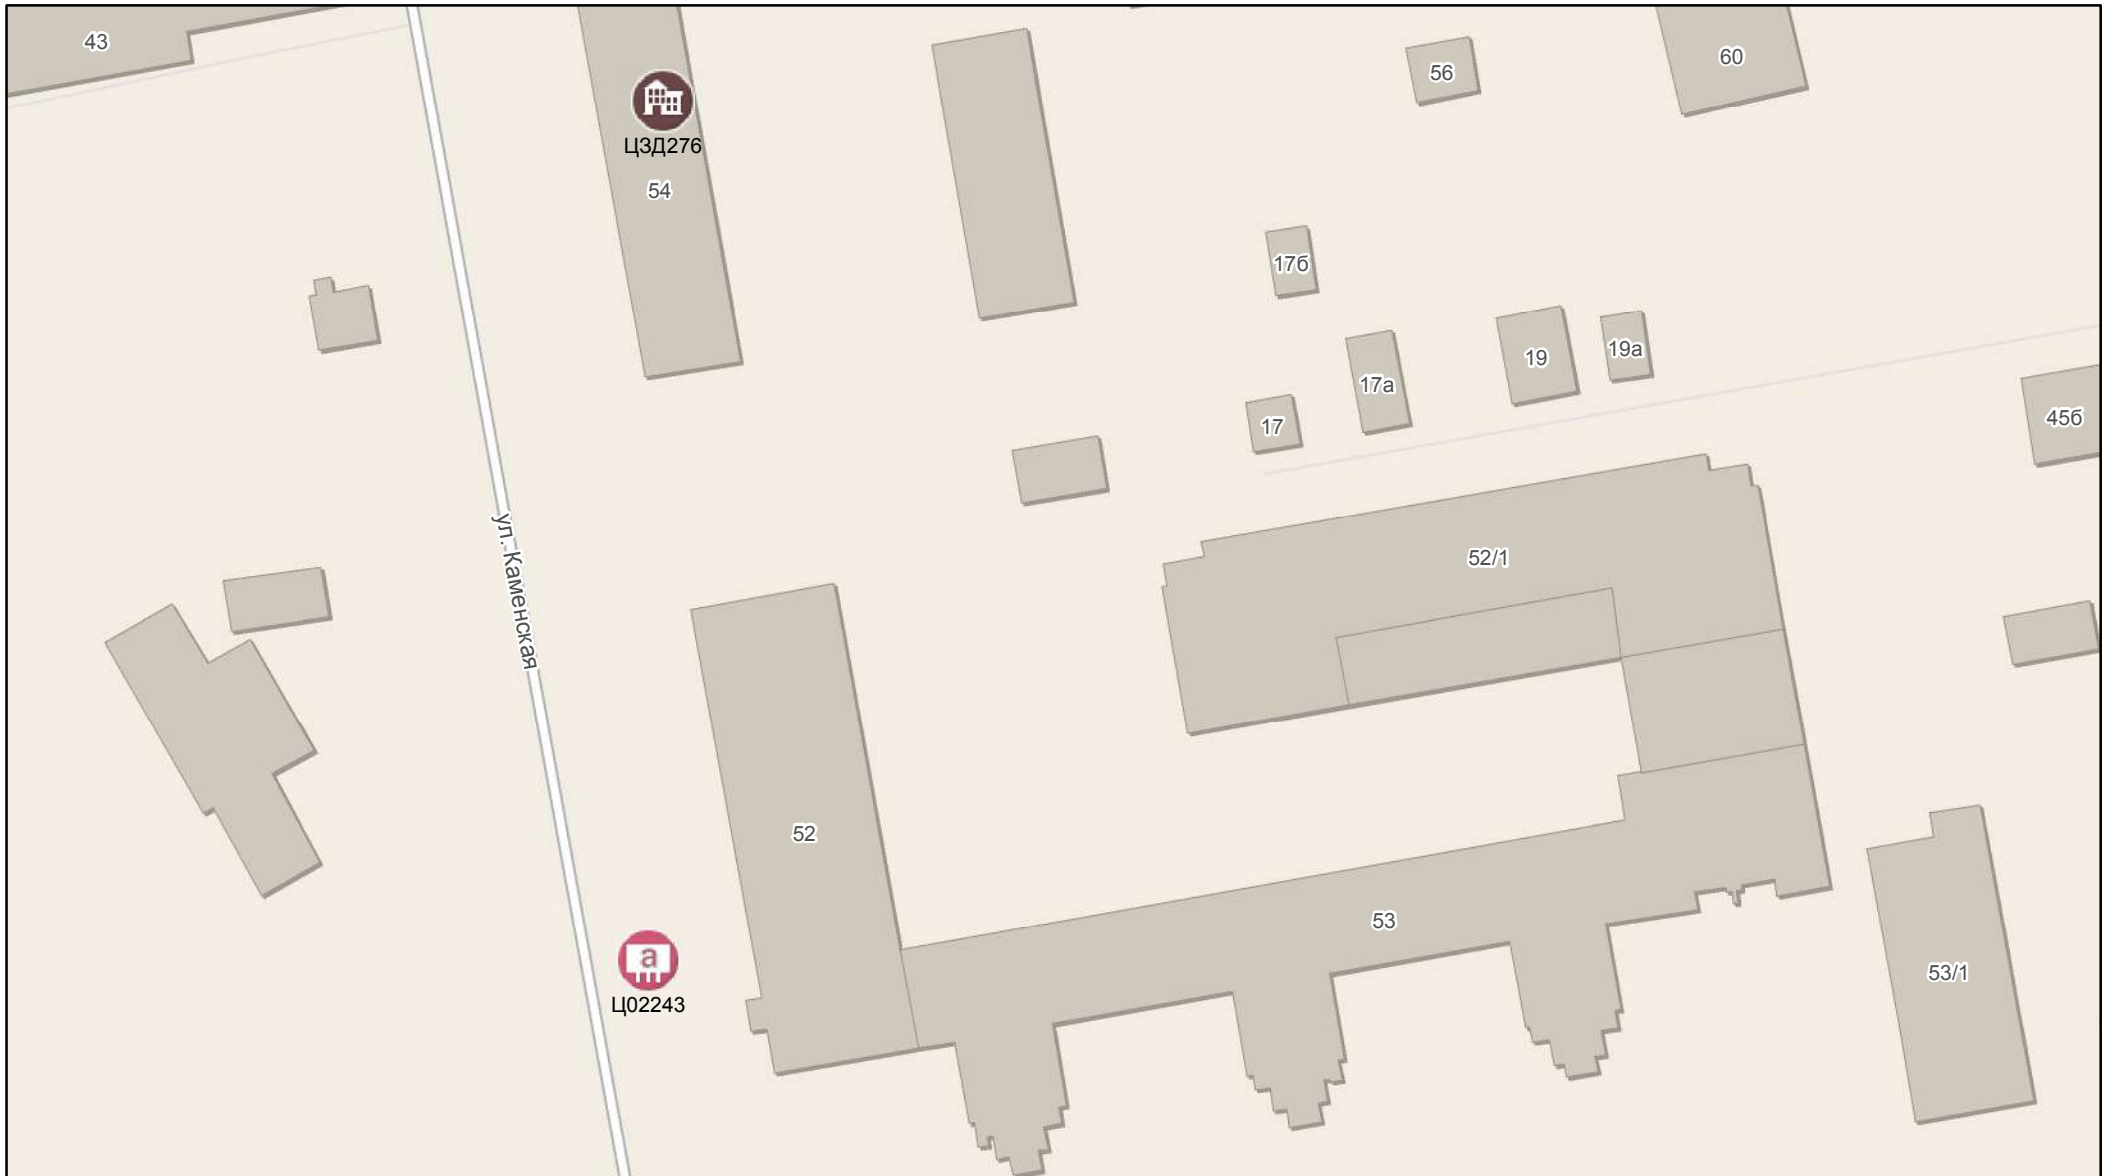 43
56
60
ЦЗД276
54
17б
17а
19
19а
17
45б
ул. Каменская
52/1
52
53
53/1
а
Ц02243